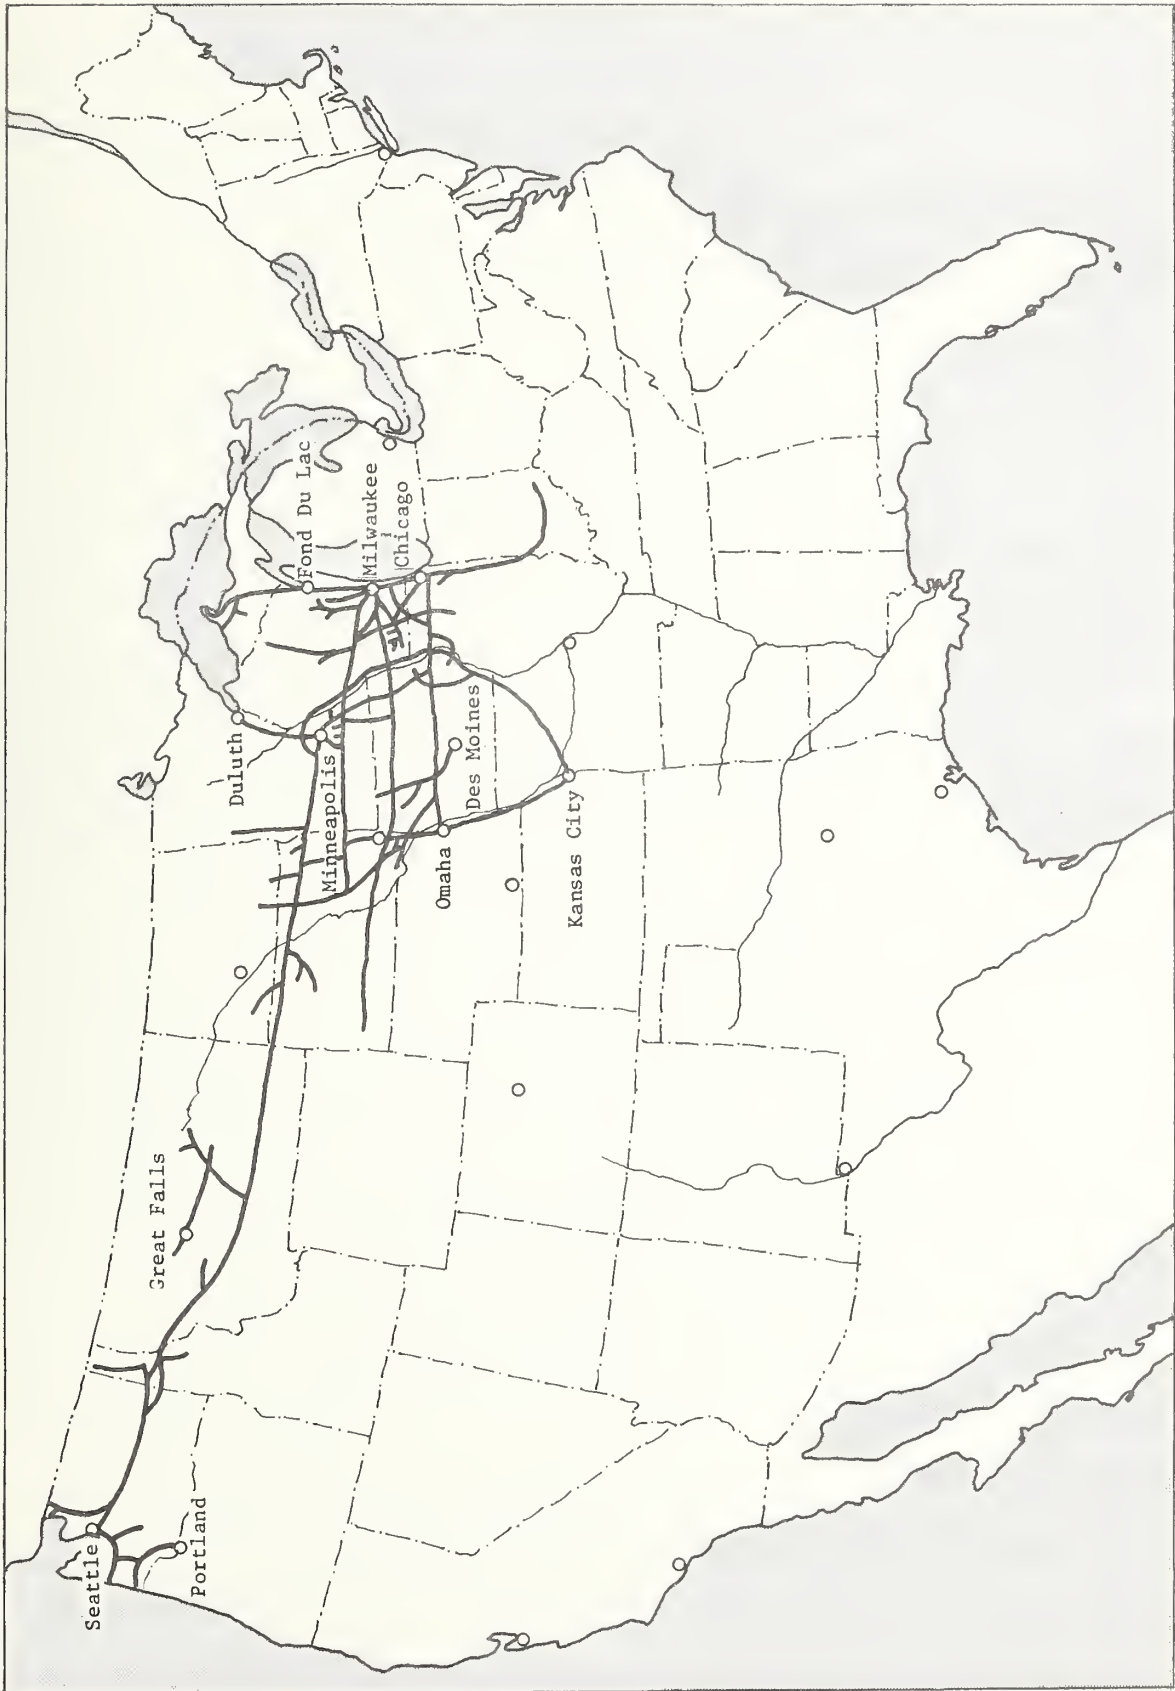 Seattle
Portland
Great Falls
Duluth
Minneapolis
Omaha
Des Moines
Kansas City
Fond Du Lac
Milwaukee
Chicago